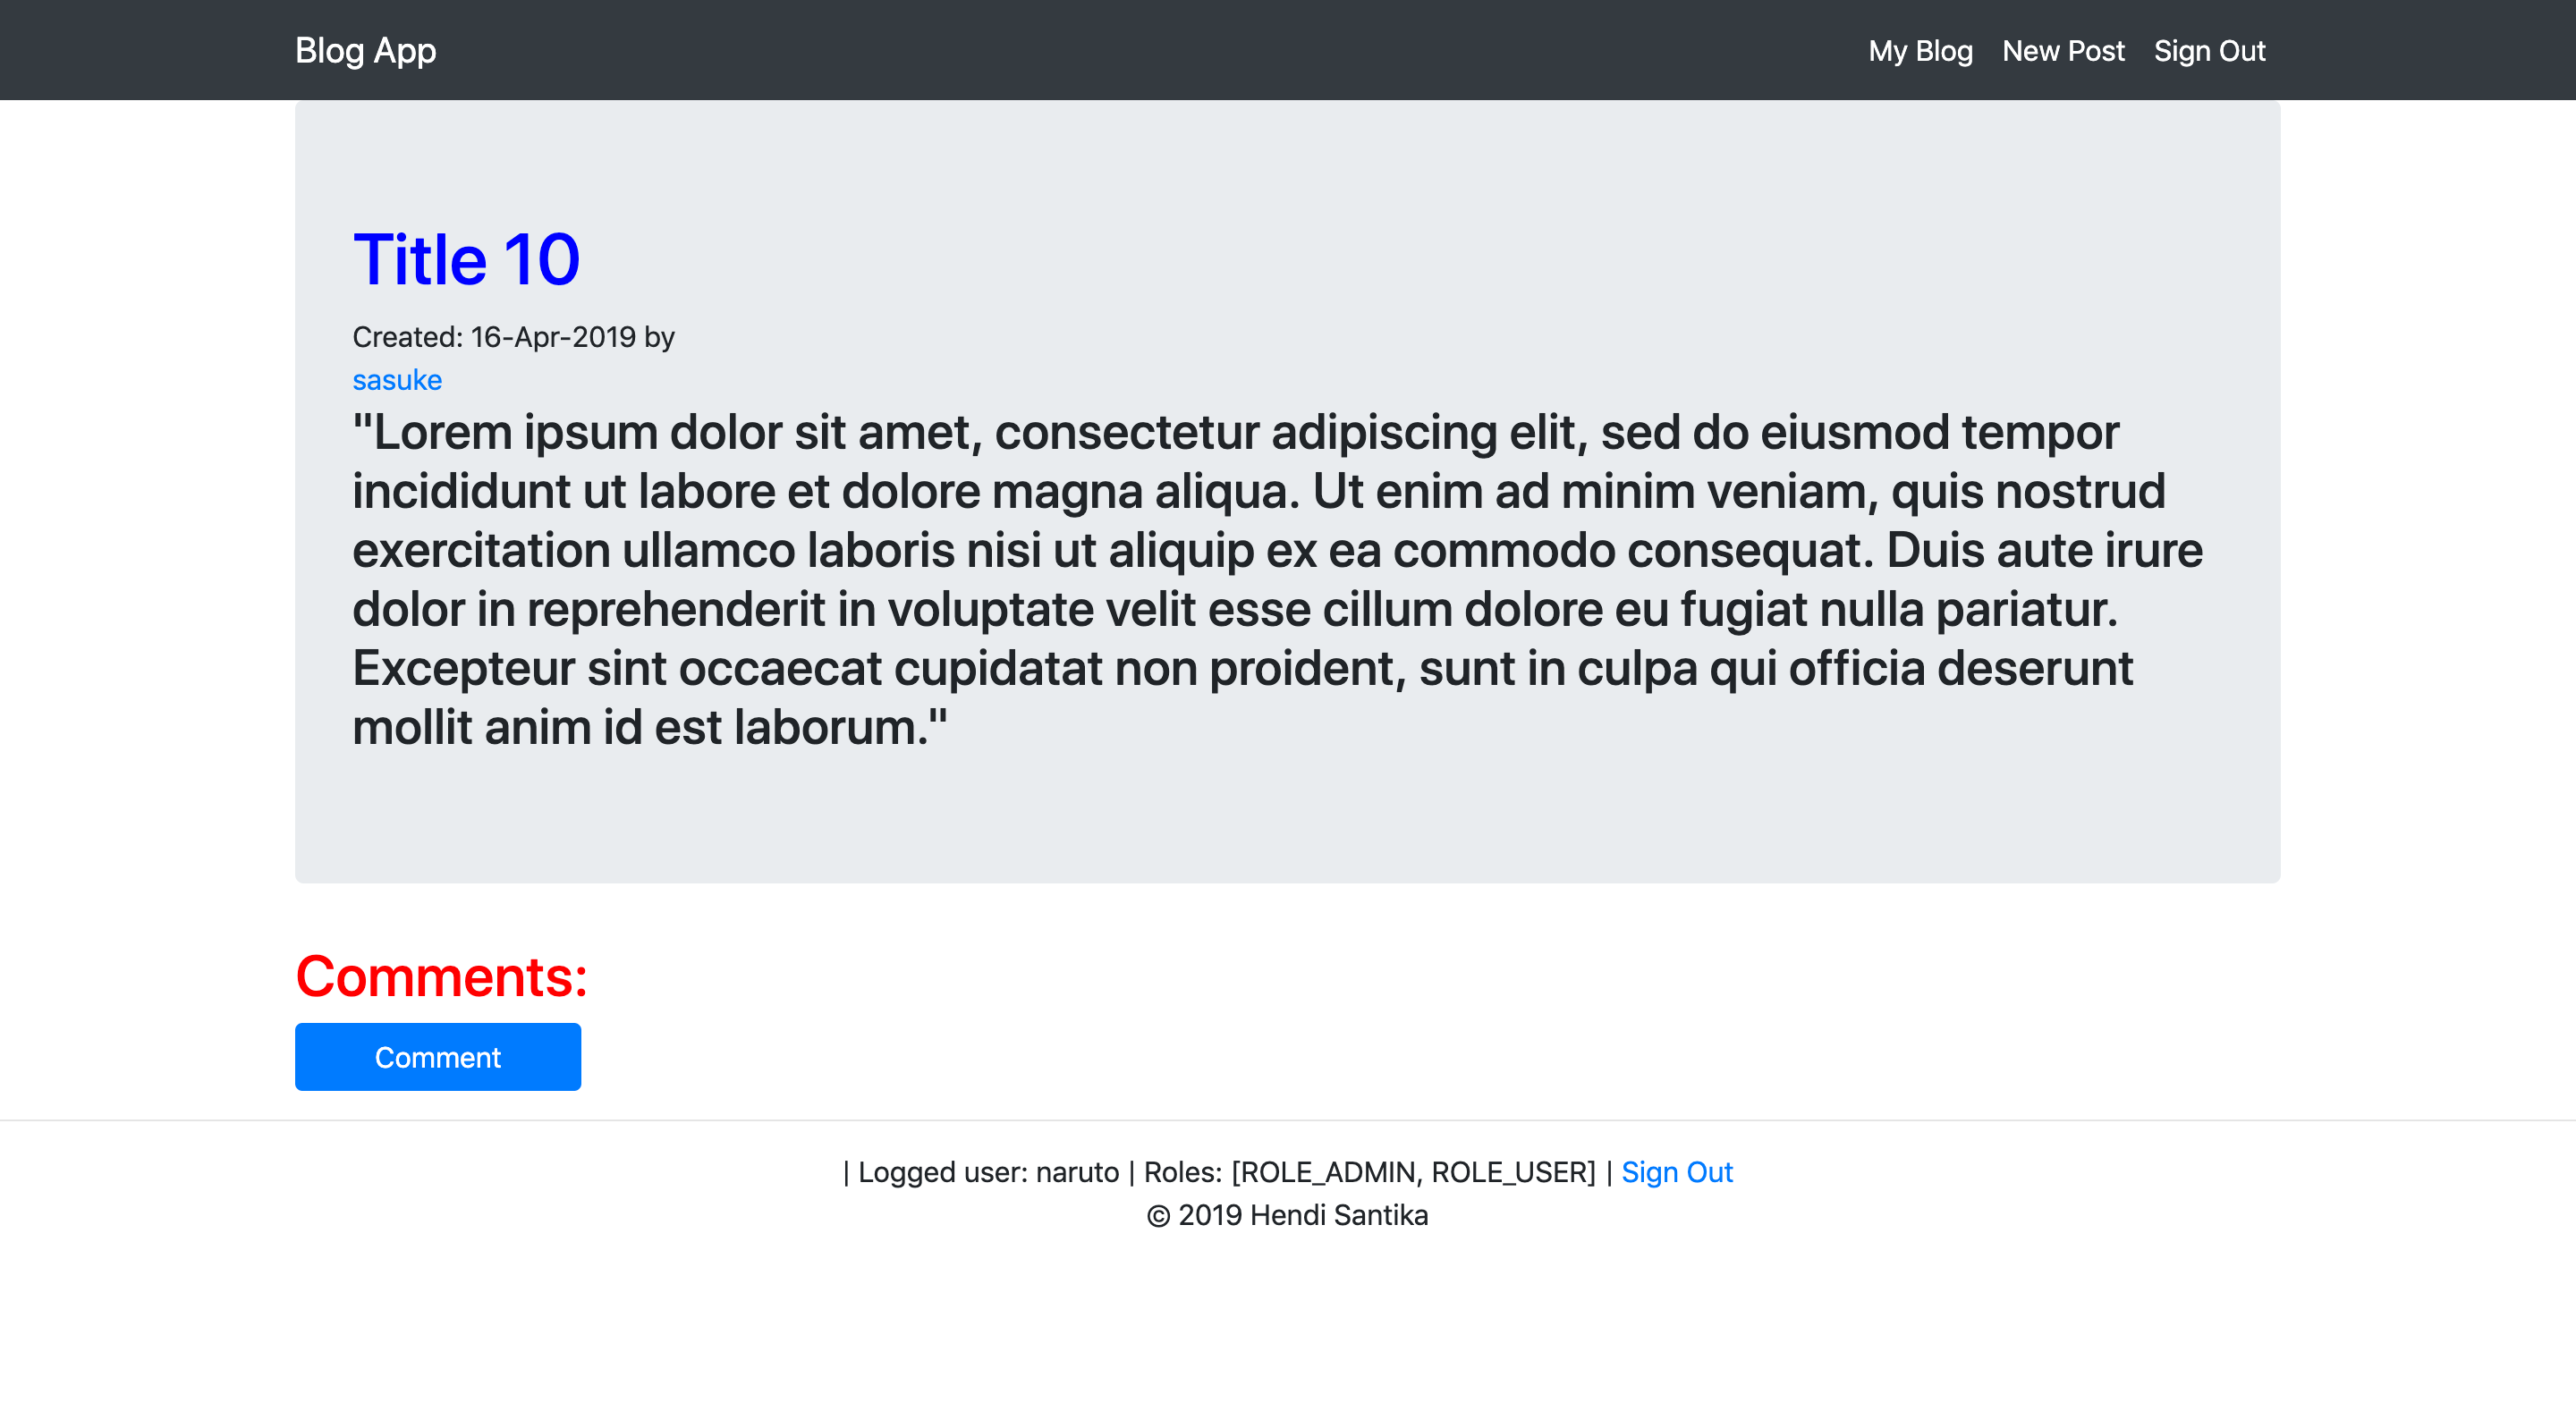 Blog App
My Blog New Post Sign Out
Title 10
Created: 16-Apr-2019 by
sasuke
"Lorem ipsum dolor sit amet, consectetur adipiscing elit, sed do eiusmod tempor
incididunt ut labore et dolore magna aliqua. Ut enim ad minim veniam, quis nostrud
exercitation ullamco laboris nisi ut aliquip ex ea commodo consequat. Duis aute irure
dolor in reprehenderit in voluptate velit esse cillum dolore eu fugiat nulla pariatur.
Excepteur sint occaecat cupidatat non proident, sunt in culpa qui officia deserunt
mollit anim id est laborum."
Comments:
Comment
| Logged user: naruto | Roles: [ROLE_ADMIN, ROLE_USER] | Sign Out
© 2019 Hendi Santika